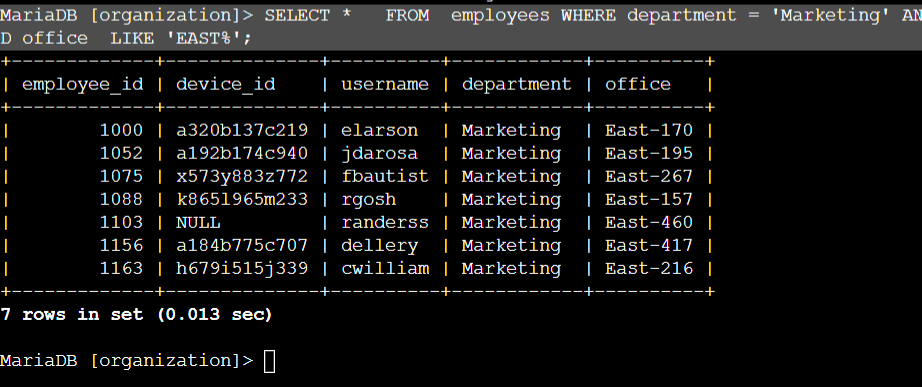 MariaDB [organization]> SELECT *   FROM  employees WHERE department = 'Marketing' AN
D office  LIKE 'EAST%';
+-------------+--------------+----------+------------+----------+
| employee_id | device_id    | username | department | office   |
+-------------+--------------+----------+------------+----------+
|        1000 | a320b137c219 | elarson  | Marketing  | East-170 |
|        1052 | a192b174c940 | jdarosa  | Marketing  | East-195 |
|        1075 | x573y883z772 | fbautist | Marketing  | East-267 |
|        1088 | k865l965m233 | rgosh    | Marketing  | East-157 |
|        1103 | NULL         | randerss | Marketing  | East-460 |
|        1156 | a184b775c707 | dellery  | Marketing  | East-417 |
|        1163 | h679i515j339 | cwilliam | Marketing  | East-216 |
+-------------+--------------+----------+------------+----------+
7 rows in set (0.013 sec)
MariaDB [organization]>